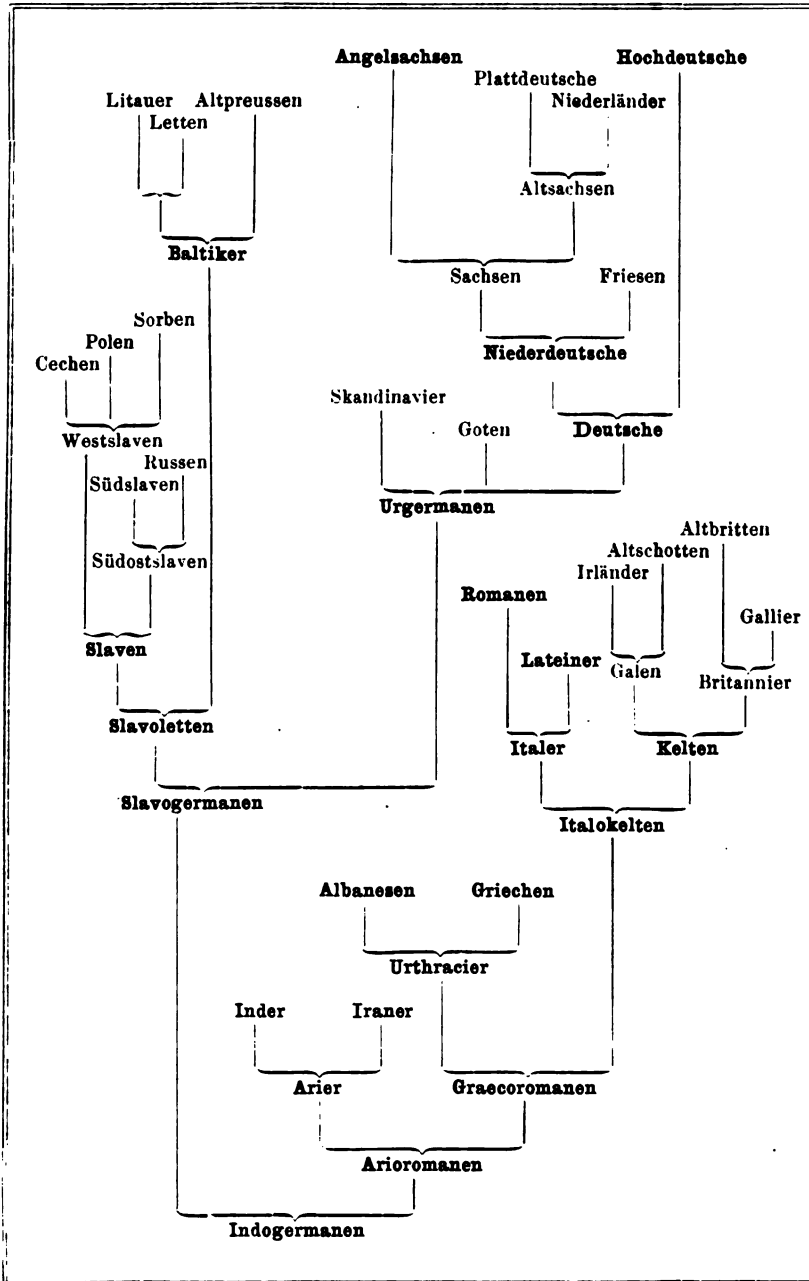 Angelsachsen Hochdeutsche
Plattdeutsche
Litauer Altpreussen Niederländer
Letten
Altsachsen
Baltiker
Sachsen Friesen
Sorben
Polen Niederdeutsche
Cechen
Skandinavier
Goten Deutsche
Westslaven
Russen
Südslaven
Urgermanen
Altbritten
Altschotten
Südostslaven
Irländer
Romanen
Gallier
Slaven
Lateiner Galen
Britannier
Slavoletten
Italer Kelten
Slavogermanen
Italokelten
Albanesen Griechen
Urthracier
Inder Iraner
Arier Graecoromanen
Arioromanen
Indogermanen